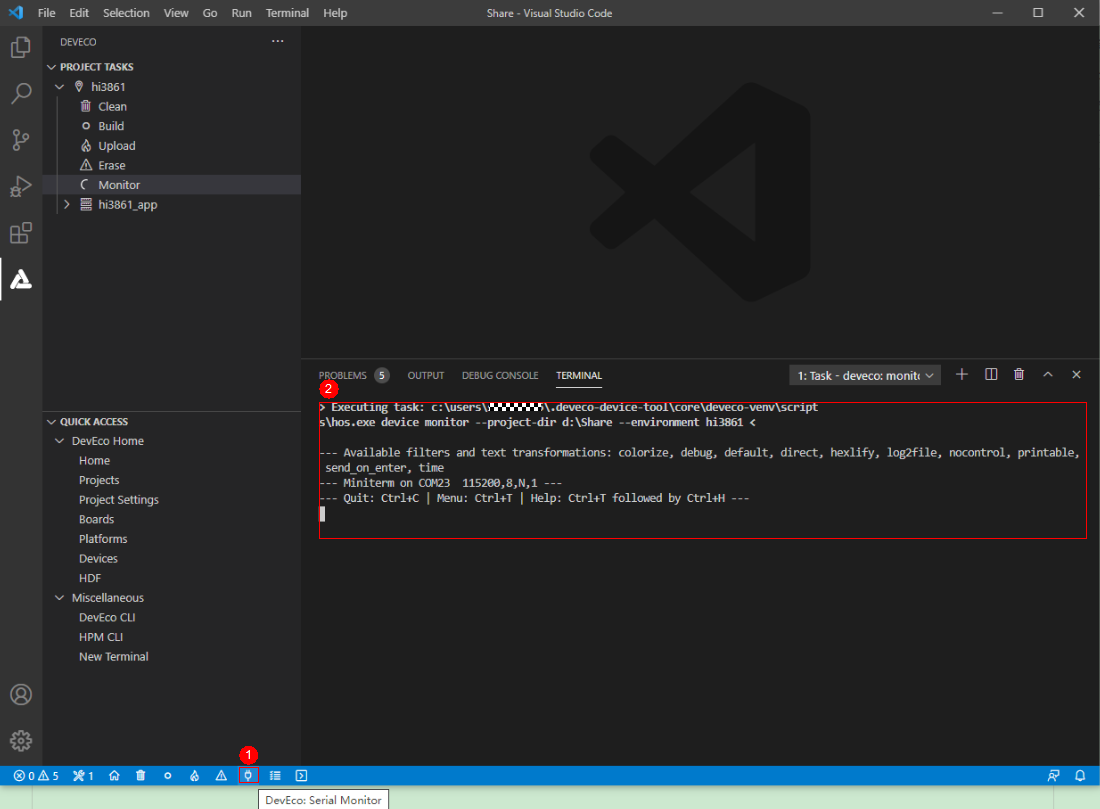 File Edit Selection View Go Run Terminal Help Share - Visual Studio Code
DEVECO
PROJECT TASKS
hi3861
Clean
Build
Upload
Erase
Monitor
hi3861_app
PROBLEMS 5 OUTPUT DEBUG CONSOLE TERMINAL 1: Task - deveco: monit
2
> Executing task: c:\users\ \.deveco-device-tool\core\deveco-venv\script
s\hos.exe device monitor --project-dir d:\Share --environment hi3861 <
--- Available filters and text transformations: colorize, debug, default, direct, hexlify, log2file, nocontrol, printable,
send_on_enter, time
--- Miniterm on COM23 115200,8,N,1 ---
--- Quit: Ctrl+C | Menu: Ctrl+T | Help: Ctrl+T followed by Ctrl+H ---
QUICK ACCESS
DevEco Home
Home
Projects
Project Settings
Boards
Platforms
Devices
HDF
Miscellaneous
DevEco CLI
HPM CLI
New Terminal
1
0 5 1
DevEco: Serial Monitor